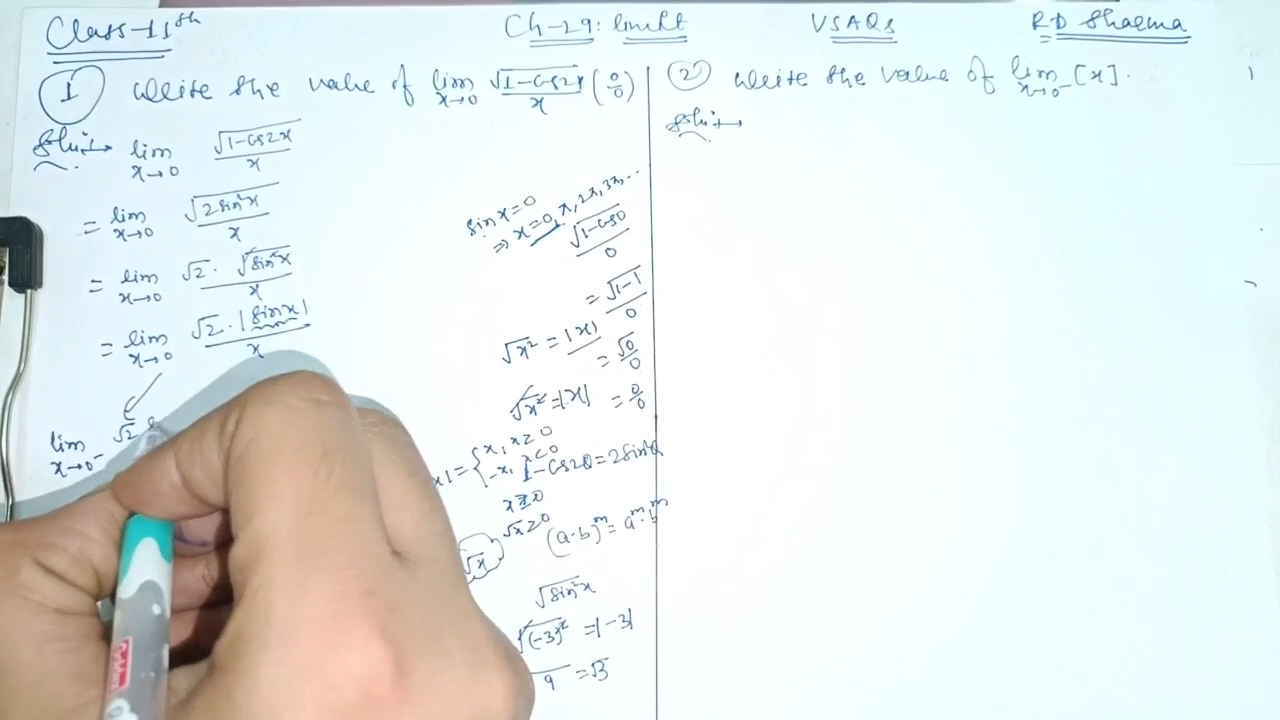 Class-11th Ch-29: limit VSAQS RD Sharma
1 Write the value of lim x→0 √1-cos2x / x (0/0)
Soln:→ lim x→0 √1-cos2x / x
= lim x→0 √2sin²x / x
= lim x→0 √2 · √sin²x / x
= lim x→0 √2 · |sinx| / x
lim x→0⁻ √2
sinx=0
⇒ x=0, π, 2π, 3π, ...
√1-cos0 / 0
= √1-1 / 0
√x² = |x|
= √0 / 0
√x² = |x|
= 0/0
x| = { x, x≥0
-x, x<0
1-cos2θ = 2sin²θ
x≥0
√x≥0
√x
(a·b)ᵐ = aᵐ·bᵐ
√sin²x
√(-3)² = |-3|
9 = √3
2 Write the value of lim x→0⁻ [x].
Soln:→